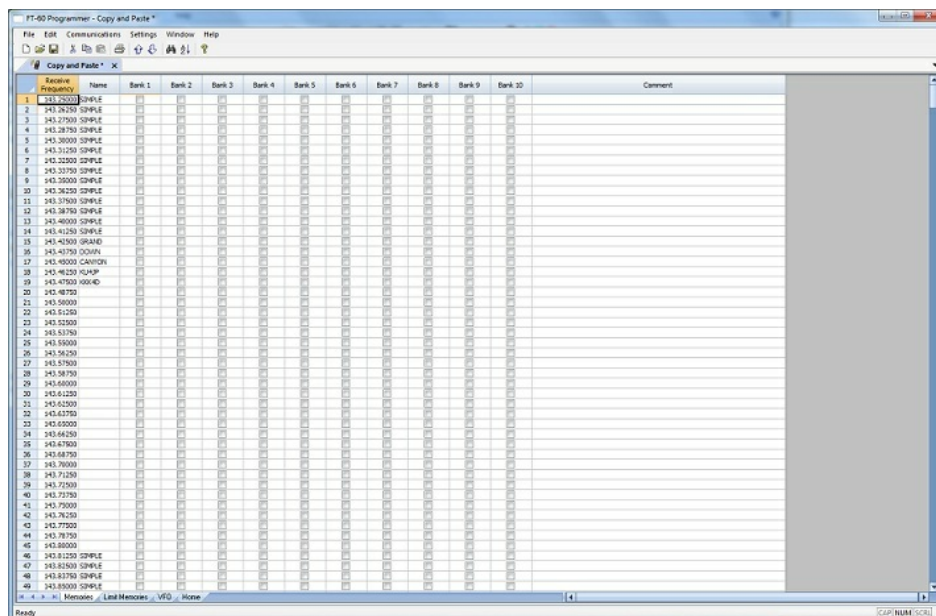 FT-60 Programmer - Copy and Paste *
File Edit Communications Settings Window Help
Copy and Paste * X
Receive Frequency Name Bank 1 Bank 2 Bank 3 Bank 4 Bank 5 Bank 6 Bank 7 Bank 8 Bank 9 Bank 10 Comment
1 143.25000 SIMPLE
2 143.26250 SIMPLE
3 143.27500 SIMPLE
4 143.28750 SIMPLE
5 143.30000 SIMPLE
6 143.31250 SIMPLE
7 143.32500 SIMPLE
8 143.33750 SIMPLE
9 143.35000 SIMPLE
10 143.36250 SIMPLE
11 143.37500 SIMPLE
12 143.38750 SIMPLE
13 143.40000 SIMPLE
14 143.41250 SIMPLE
15 143.42500 GRAND
16 143.43750 DOWN
17 143.45000 CANYON
18 143.46250
19 143.47500
20 143.48750
21 143.50000
22 143.51250
23 143.52500
24 143.53750
25 143.55000
26 143.56250
27 143.57500
28 143.58750
29 143.60000
30 143.61250
31 143.62500
32 143.63750
33 143.65000
34 143.66250
35 143.67500
36 143.68750
37 143.70000
38 143.71250
39 143.72500
40 143.73750
41 143.75000
42 143.76250
43 143.77500
44 143.78750
45 143.80000
46 143.81250 SIMPLE
47 143.82500 SIMPLE
48 143.83750 SIMPLE
49 143.85000 SIMPLE
Memories Limit Memories VFO Home
Ready CAP NUM SCRL